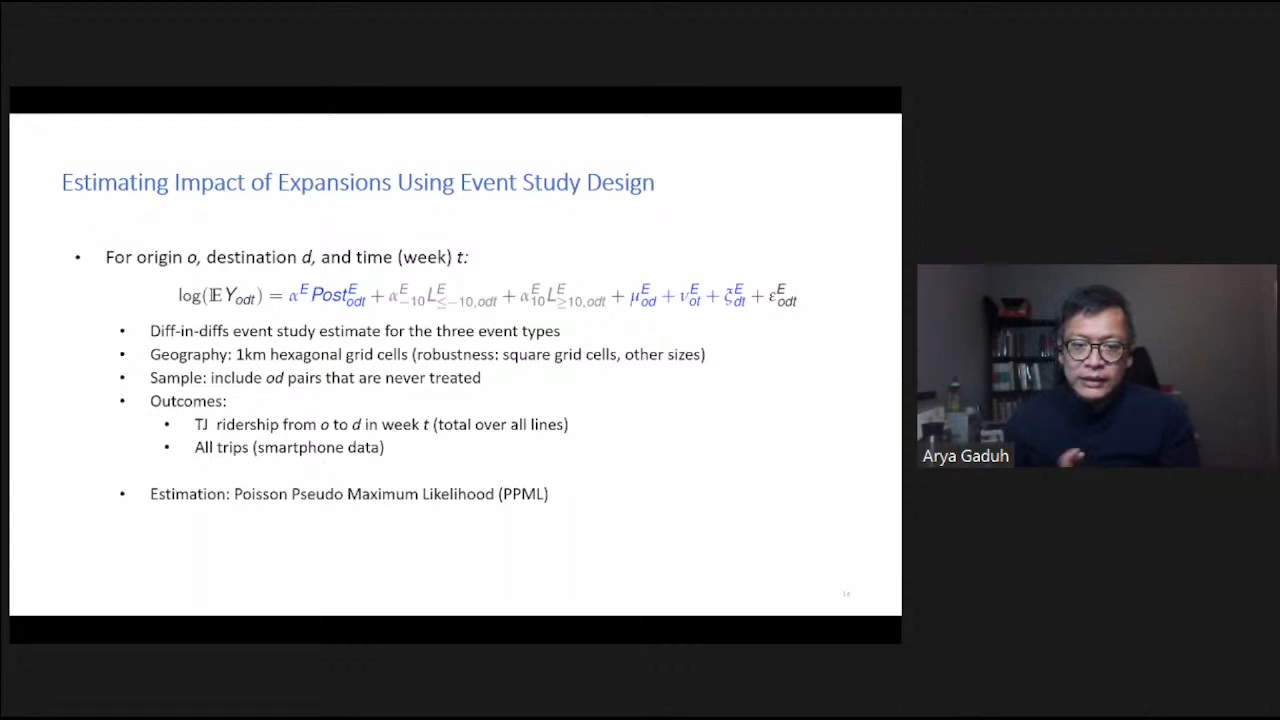 Estimating Impact of Expansions Using Event Study Design
• For origin o, destination d, and time (week) t:
log(𝔼Y_odt) = α^E Post^E_odt + α^E_−10 L^E_≤−10,odt + α^E_10 L^E_≥10,odt + μ^E_od + ν^E_ot + ξ^E_dt + ε^E_odt
• Diff-in-diffs event study estimate for the three event types
• Geography: 1km hexagonal grid cells (robustness: square grid cells, other sizes)
• Sample: include od pairs that are never treated
• Outcomes:
• TJ ridership from o to d in week t (total over all lines)
• All trips (smartphone data)
• Estimation: Poisson Pseudo Maximum Likelihood (PPML)
14
Arya Gaduh